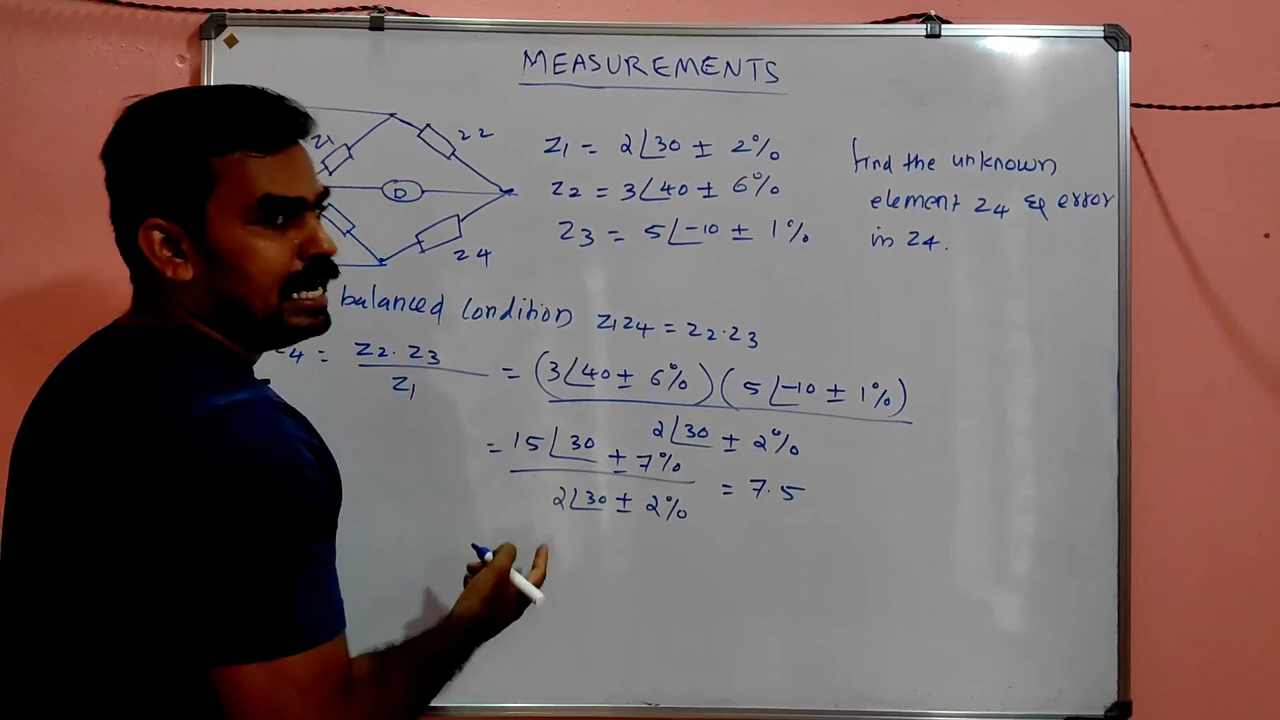 MEASUREMENTS
Z1
Z2
D
Z4
Z1 = 2∠30 ± 2%
Z2 = 3∠40 ± 6%
Z3 = 5∠-10 ± 1%
find the unknown
element Z4 & error
in Z4.
balanced condition Z1Z4 = Z2.Z3
Z4 = Z2.Z3 / Z1 = (3∠40 ± 6%)(5∠-10 ± 1%) / 2∠30 ± 2%
= 15∠30 ± 7% / 2∠30 ± 2% = 7.5